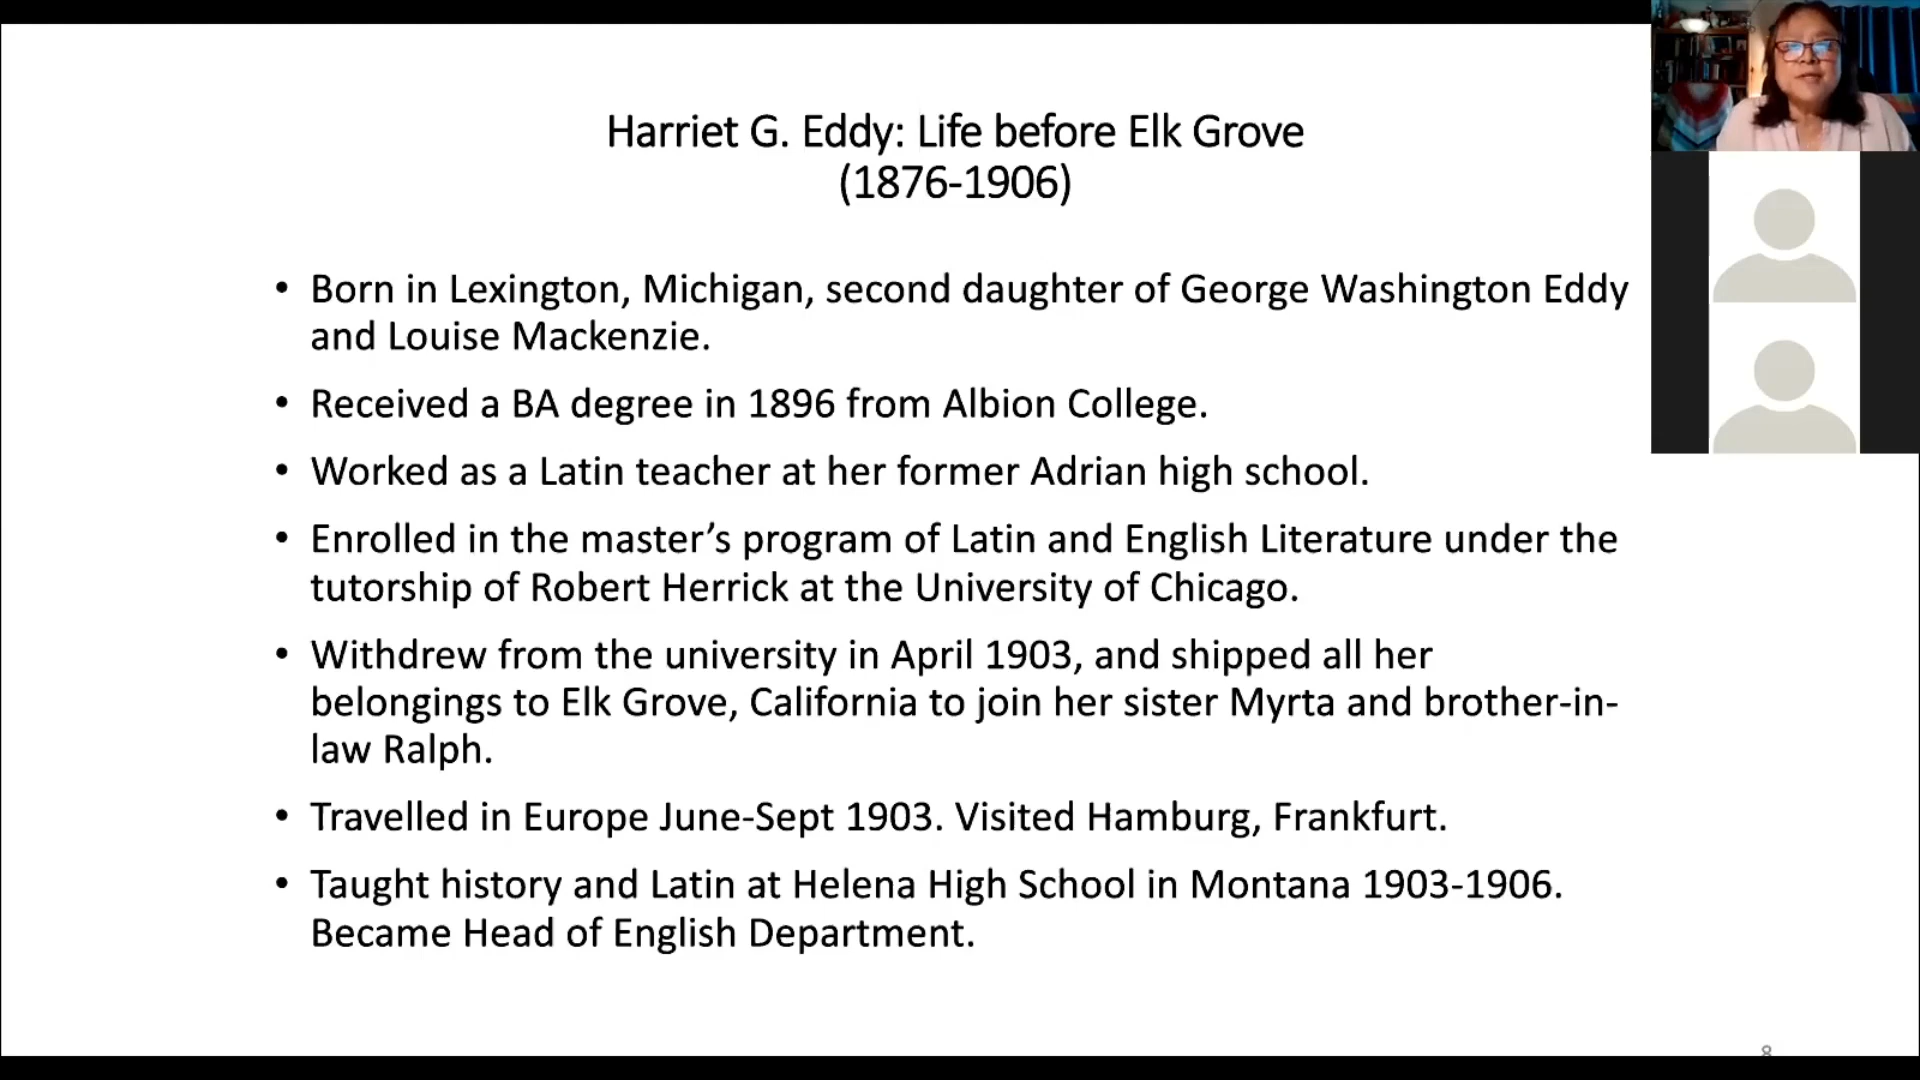 Harriet G. Eddy: Life before Elk Grove
(1876-1906)
• Born in Lexington, Michigan, second daughter of George Washington Eddy
and Louise Mackenzie.
• Received a BA degree in 1896 from Albion College.
• Worked as a Latin teacher at her former Adrian high school.
• Enrolled in the master’s program of Latin and English Literature under the
tutorship of Robert Herrick at the University of Chicago.
• Withdrew from the university in April 1903, and shipped all her
belongings to Elk Grove, California to join her sister Myrta and brother-in-
law Ralph.
• Travelled in Europe June-Sept 1903. Visited Hamburg, Frankfurt.
• Taught history and Latin at Helena High School in Montana 1903-1906.
Became Head of English Department.
8